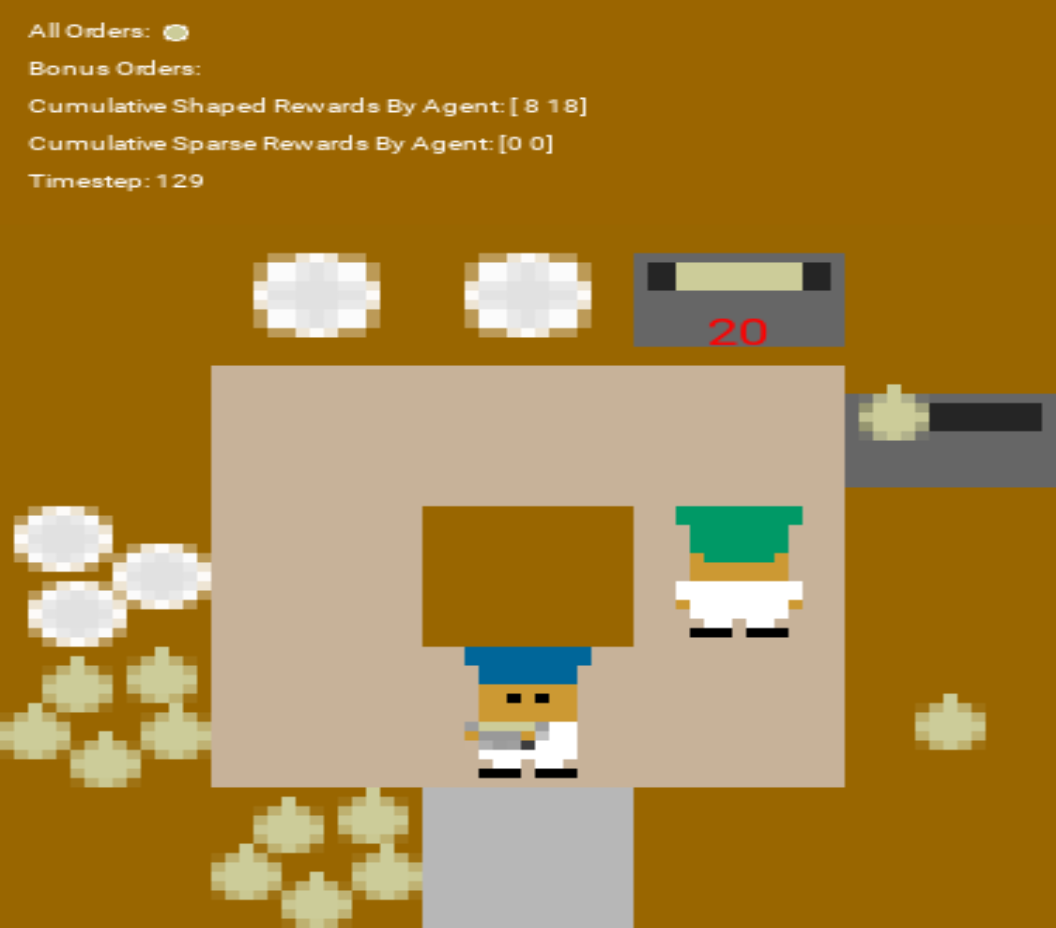 All Orders:
Bonus Orders:
Cumulative Shaped Rewards By Agent: [ 8 18]
Cumulative Sparse Rewards By Agent: [0 0]
Timestep: 129
20